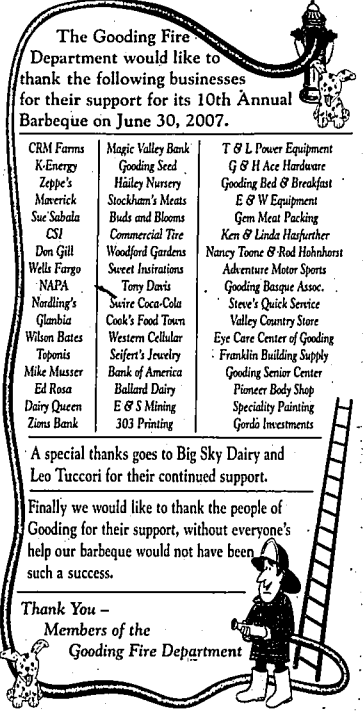 The Gooding Fire
Department would like to
thank the following businesses
for their support for its 10th Annual
Barbeque on June 30, 2007.
CRM Farms
K-Energy
Zeppe's
Maverick
Sue Sabala
CSI
Don Gill
Wells Fargo
NAPA
Nordling's
Glanbia
Wilson Bates
Toponis
Mike Musser
Ed Rosa
Dairy Queen
Zions Bank
Magic Valley Bank
Gooding Seed
Hailey Nursery
Stockham's Meats
Buds and Blooms
Commercial Tire
Woodford Gardens
Sweet Insirations
Tony Davis
Swire Coca-Cola
Cook's Food Town
Western Cellular
Seifert's Jewelry
Bank of America
Ballard Dairy
E & S Mining
303 Printing
T & L Power Equipment
G & H Ace Hardware
Gooding Bed & Breakfast
E & W Equipment
Gem Meat Packing
Ken & Linda Hasfurther
Nancy Toone & Rod Hohnhorst
Adventure Motor Sports
Gooding Basque Assoc.
Steve's Quick Service
Valley Country Store
Eye Care Center of Gooding
Franklin Building Supply
Gooding Senior Center
Pioneer Body Shop
Speciality Painting
Gordo Investments
A special thanks goes to Big Sky Dairy and
Leo Tuccori for their continued support.
Finally we would like to thank the people of
Gooding for their support, without everyone's
help our barbeque would not have been
such a success.
Thank You –
Members of the
Gooding Fire Department